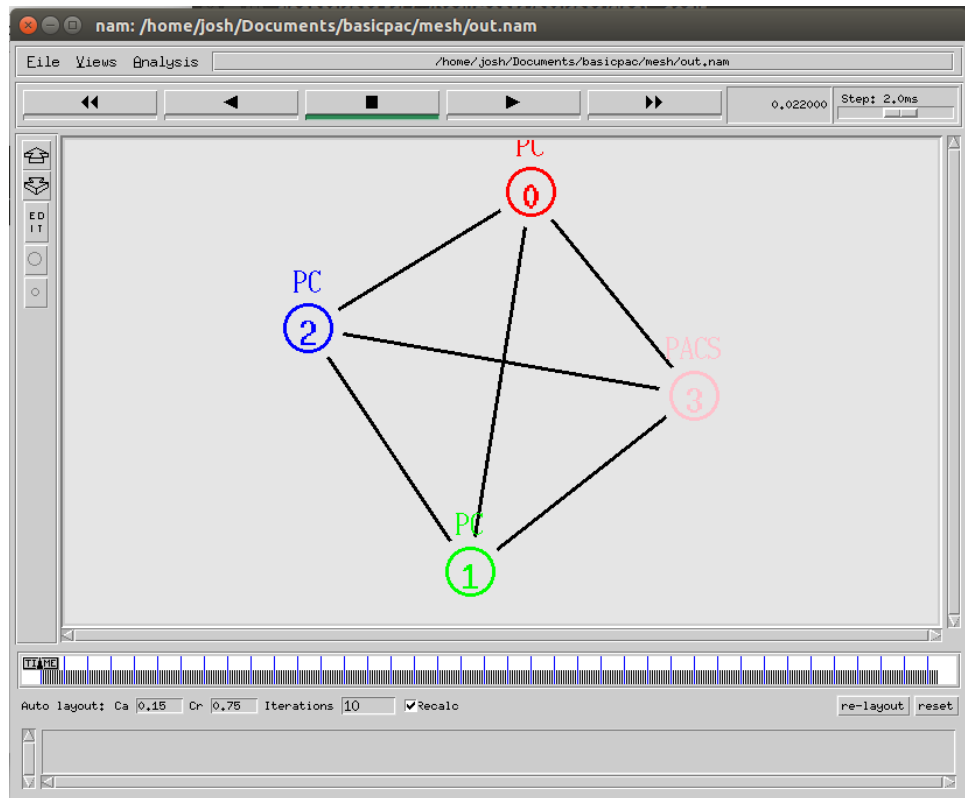 nam: /home/josh/Documents/basicpac/mesh/out.nam
File Views Analysis /home/josh/Documents/basicpac/mesh/out.nam
0.022000 Step: 2.0ms
ED
IT
PC
0
PC
2
PACS
3
PC
1
TIME
Auto layout: Ca 0.15 Cr 0.75 Iterations 10 Recalc re-layout reset